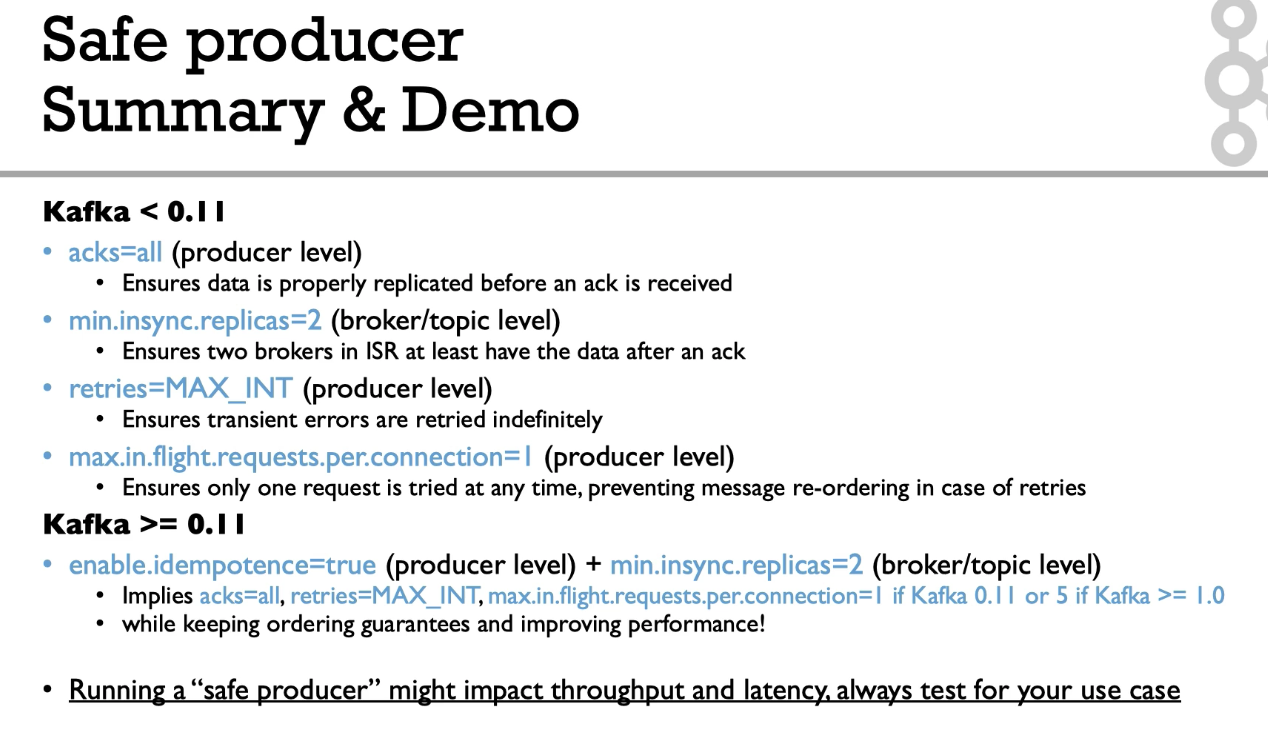 Safe producer
Summary & Demo
Kafka < 0.11
• acks=all (producer level)
• Ensures data is properly replicated before an ack is received
• min.insync.replicas=2 (broker/topic level)
• Ensures two brokers in ISR at least have the data after an ack
• retries=MAX_INT (producer level)
• Ensures transient errors are retried indefinitely
• max.in.flight.requests.per.connection=1 (producer level)
• Ensures only one request is tried at any time, preventing message re-ordering in case of retries
Kafka >= 0.11
• enable.idempotence=true (producer level) + min.insync.replicas=2 (broker/topic level)
• Implies acks=all, retries=MAX_INT, max.in.flight.requests.per.connection=1 if Kafka 0.11 or 5 if Kafka >= 1.0
• while keeping ordering guarantees and improving performance!
• Running a “safe producer” might impact throughput and latency, always test for your use case